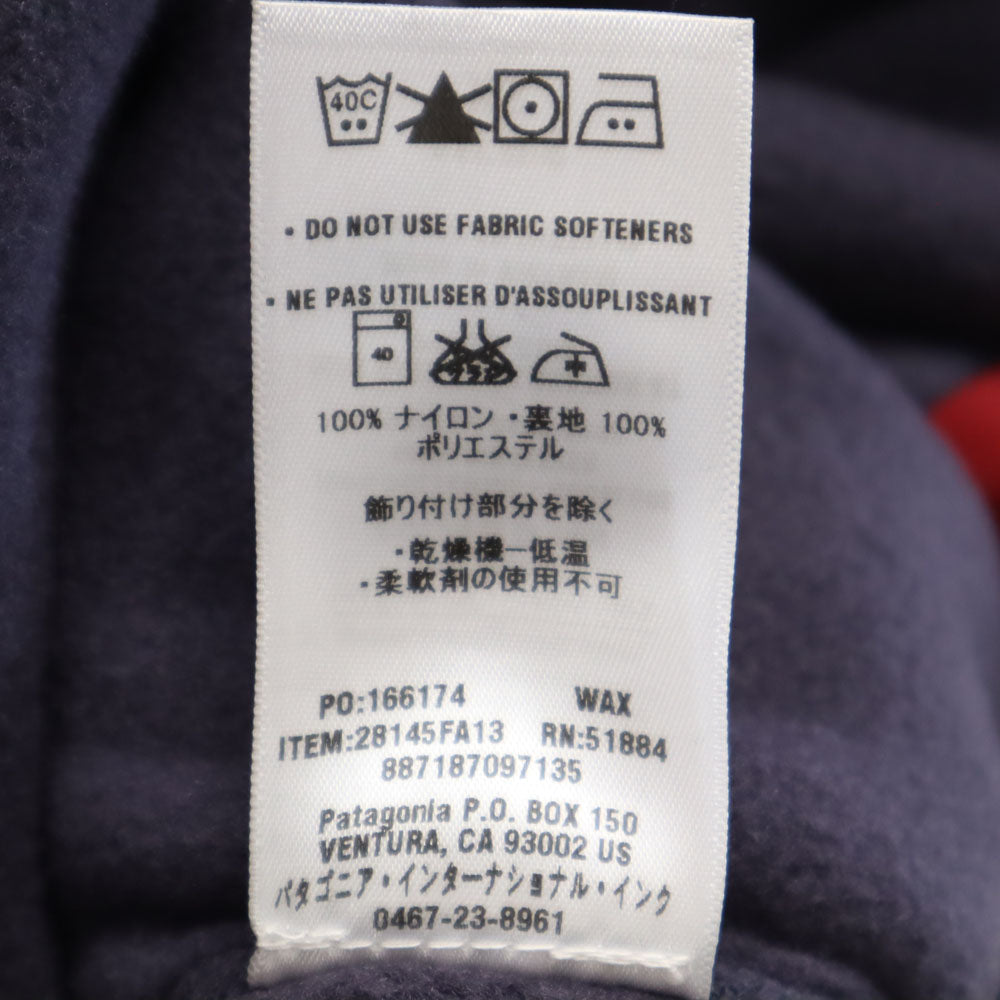 40C
• DO NOT USE FABRIC SOFTENERS
• NE PAS UTILISER D'ASSOUPLISSANT
40
100% ナイロン・裏地 100%
ポリエステル
飾り付け部分を除く
・乾燥機ー低温
・柔軟剤の使用不可
PO:166174 WAX
ITEM:28145FA13 RN:51884
887187097135
Patagonia P.O. BOX 150
VENTURA, CA 93002 US
パタゴニア・インターナショナル・インク
0467-23-8961